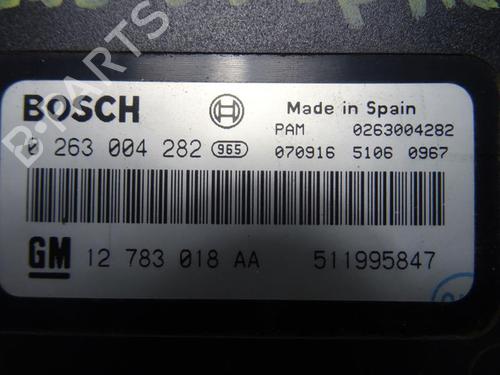 BOSCH
Made in Spain
PAM 0263004282
0 263 004 282 965
070916 5106 0967
GM 12 783 018 AA 511995847
B-PARTS